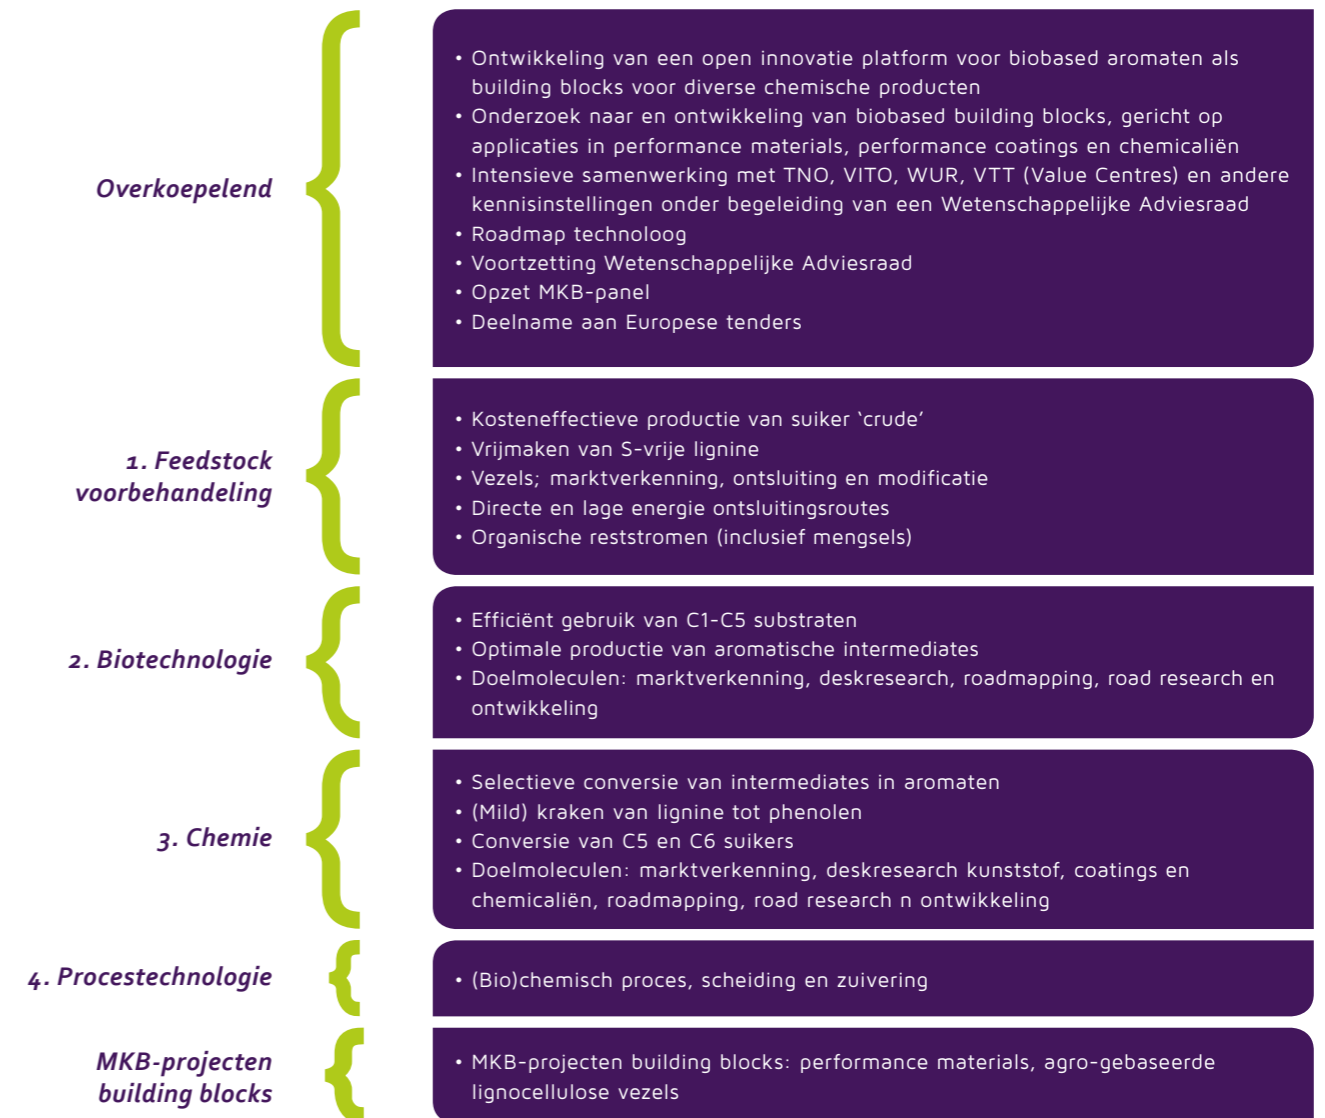 Overkoepelend
• Ontwikkeling van een open innovatie platform voor biobased aromaten als
building blocks voor diverse chemische producten
• Onderzoek naar en ontwikkeling van biobased building blocks, gericht op
applicaties in performance materials, performance coatings en chemicaliën
• Intensieve samenwerking met TNO, VITO, WUR, VTT (Value Centres) en andere
kennisinstellingen onder begeleiding van een Wetenschappelijke Adviesraad
• Roadmap technoloog
• Voortzetting Wetenschappelijke Adviesraad
• Opzet MKB-panel
• Deelname aan Europese tenders
1. Feedstock
voorbehandeling
• Kosteneffectieve productie van suiker ‘crude’
• Vrijmaken van S-vrije lignine
• Vezels; marktverkenning, ontsluiting en modificatie
• Directe en lage energie ontsluitingsroutes
• Organische reststromen (inclusief mengsels)
2. Biotechnologie
• Efficiënt gebruik van C1-C5 substraten
• Optimale productie van aromatische intermediates
• Doelmoleculen: marktverkenning, deskresearch, roadmapping, road research en
ontwikkeling
3. Chemie
• Selectieve conversie van intermediates in aromaten
• (Mild) kraken van lignine tot phenolen
• Conversie van C5 en C6 suikers
• Doelmoleculen: marktverkenning, deskresearch kunststof, coatings en
chemicaliën, roadmapping, road research n ontwikkeling
4. Procestechnologie
• (Bio)chemisch proces, scheiding en zuivering
MKB-projecten
building blocks
• MKB-projecten building blocks: performance materials, agro-gebaseerde
lignocellulose vezels